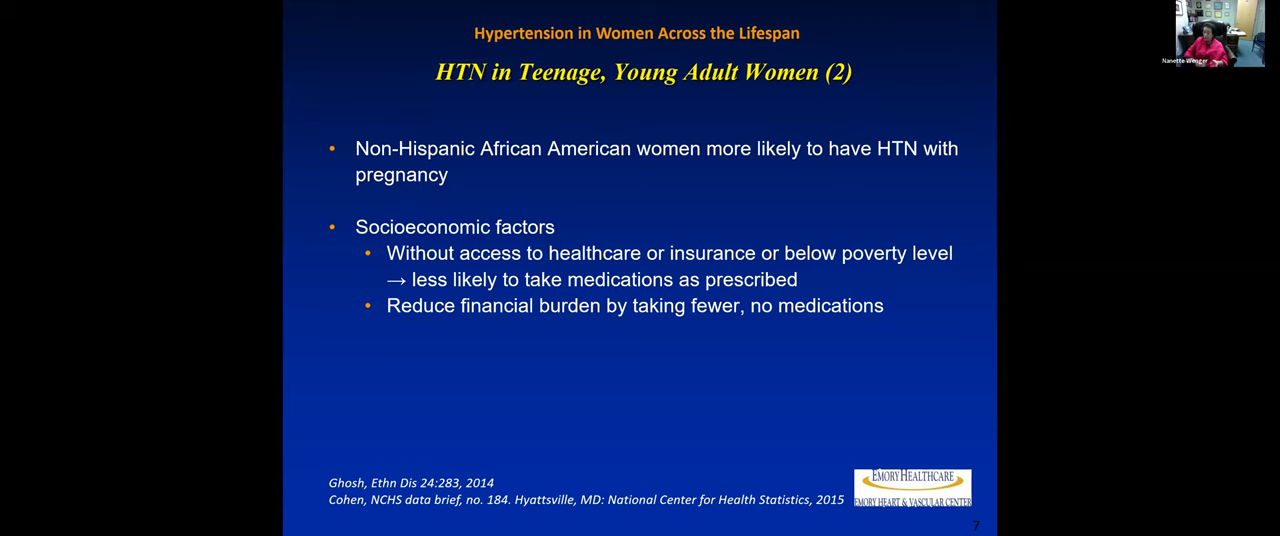 Hypertension in Women Across the Lifespan
HTN in Teenage, Young Adult Women (2)
Nanette Wenger
• Non-Hispanic African American women more likely to have HTN with
pregnancy
• Socioeconomic factors
• Without access to healthcare or insurance or below poverty level
→ less likely to take medications as prescribed
• Reduce financial burden by taking fewer, no medications
Ghosh, Ethn Dis 24:283, 2014
Cohen, NCHS data brief, no. 184. Hyattsville, MD: National Center for Health Statistics, 2015
EMORY HEALTHCARE
EMORY HEART & VASCULAR CENTER
7